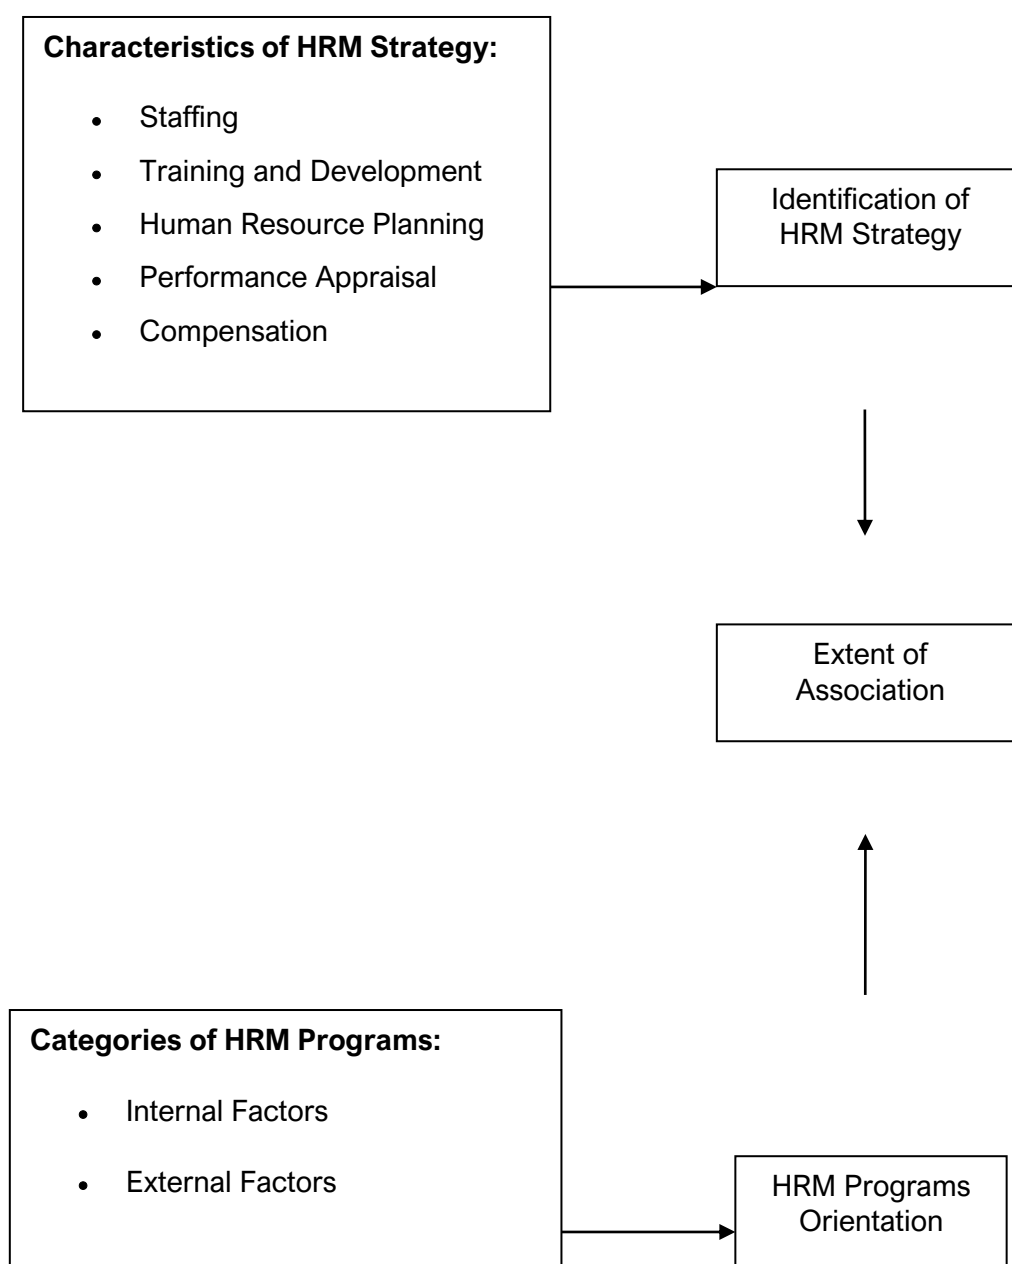 Characteristics of HRM Strategy:
• Staffing
• Training and Development
• Human Resource Planning
• Performance Appraisal
• Compensation
Identification of
HRM Strategy
Extent of
Association
Categories of HRM Programs:
• Internal Factors
• External Factors
HRM Programs
Orientation